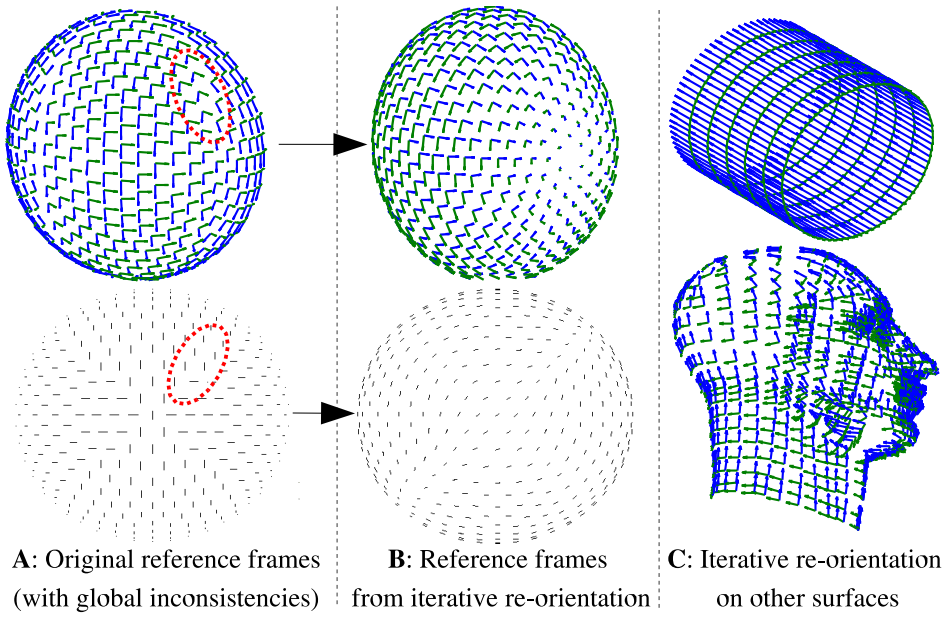 A: Original reference frames
(with global inconsistencies)
B: Reference frames
from iterative re-orientation
C: Iterative re-orientation
on other surfaces